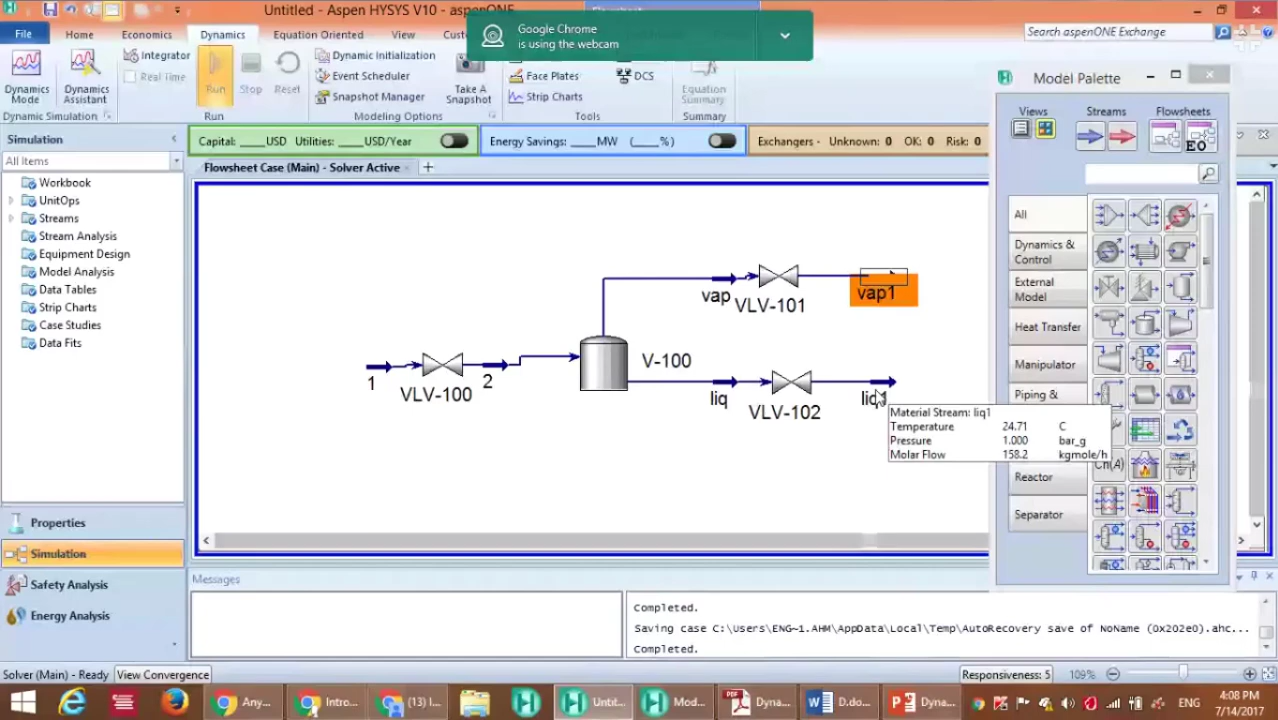 Untitled - Aspen HYSYS V10 - aspenONE
Google Chrome
is using the webcam
File
Home
Economics
Dynamics
Equation Oriented
View
Search aspenONE Exchange
Dynamics
Mode
Dynamics
Assistant
Dynamic Simulation
Integrator
Real Time
Run
Stop
Reset
Run
Dynamic Initialization
Event Scheduler
Snapshot Manager
Take A
Snapshot
Modeling Options
Face Plates
DCS
Strip Charts
Tools
Equation
Summary
Summary
Model Palette
Views
Streams
Flowsheets
EO
All
Dynamics &
Control
External
Model
Heat Transfer
Manipulator
Piping &
Reactor
Separator
Simulation
All Items
Workbook
UnitOps
Streams
Stream Analysis
Equipment Design
Model Analysis
Data Tables
Strip Charts
Case Studies
Data Fits
Properties
Simulation
Safety Analysis
Energy Analysis
Capital: ____USD Utilities: ____USD/Year
Energy Savings: ____MW (____%)
Exchangers - Unknown: 0 OK: 0 Risk: 0
Flowsheet Case (Main) - Solver Active
vap
VLV-101
vap1
V-100
1
VLV-100
2
liq
VLV-102
liq1
Material Stream: liq1
Temperature 24.71 C
Pressure 1.000 bar_g
Molar Flow 158.2 kgmole/h
Messages
Completed.
Saving case C:\Users\ENG~1.AHM\AppData\Local\Temp\AutoRecovery save of NoName (0x202e0).ahc...
Completed.
Solver (Main) - Ready
View Convergence
Responsiveness: 5
109%
Any...
Intro...
(13) I...
Untit...
Mod...
Dyna...
D.do...
Dyna...
ENG
4:08 PM
7/14/2017